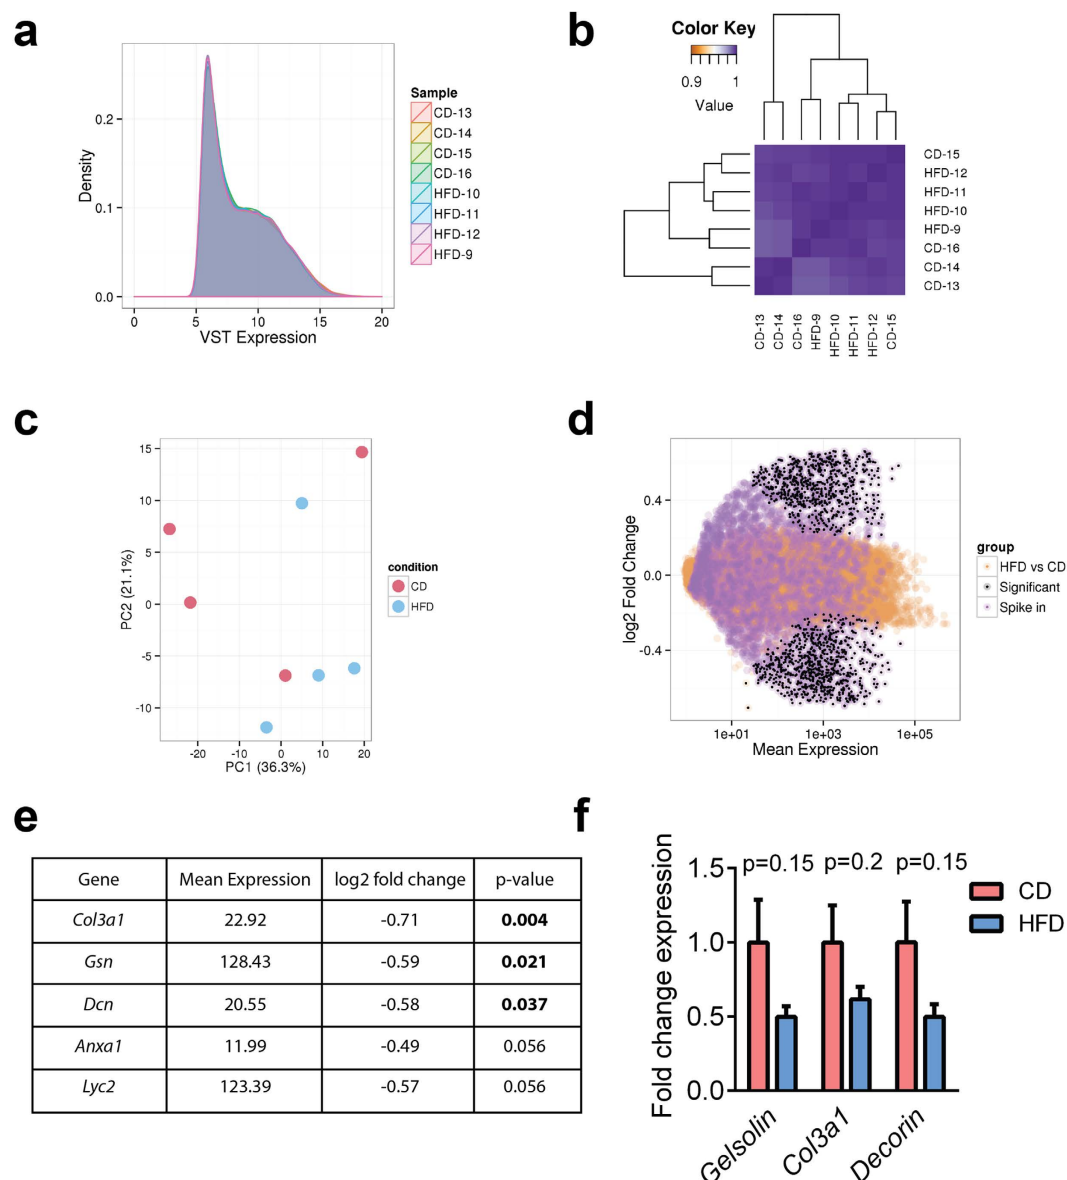 a
Sample
CD-13
CD-14
CD-15
CD-16
HFD-10
HFD-11
HFD-12
HFD-9
Density
0.2
0.1
0.0
0 5 10 15 20
VST Expression
b
Color Key
0.9 1
Value
CD-15
HFD-12
HFD-11
HFD-10
HFD-9
CD-16
CD-14
CD-13
CD-13 CD-14 CD-16 HFD-9 HFD-10 HFD-11 HFD-12 CD-15
c
PC2 (21.1%)
15
10
5
0
-5
-10
-20 -10 0 10 20
PC1 (36.3%)
condition
CD
HFD
d
log2 Fold Change
0.4
0.0
-0.4
1e+01 1e+03 1e+05
Mean Expression
group
HFD vs CD
Significant
Spike in
e
Gene Mean Expression log2 fold change p-value
Col3a1 22.92 -0.71 0.004
Gsn 128.43 -0.59 0.021
Dcn 20.55 -0.58 0.037
Anxa1 11.99 -0.49 0.056
Lyc2 123.39 -0.57 0.056
f
Fold change expression
1.5
1.0
0.5
0.0
p=0.15 p=0.2 p=0.15
CD
HFD
Gelsolin Col3a1 Decorin